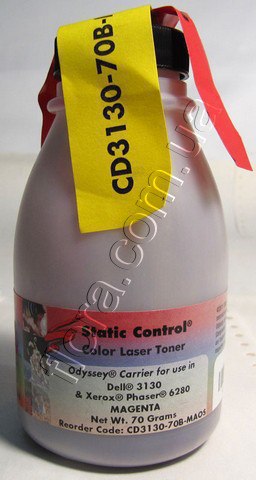 CD3130-70B-
Static Control®
Color Laser Toner
Odyssey® Carrier for use in
Dell® 3130
& Xerox® Phaser® 6280
MAGENTA
Net Wt. 70 Grams
Reorder Code: CD3130-70B-MAOS